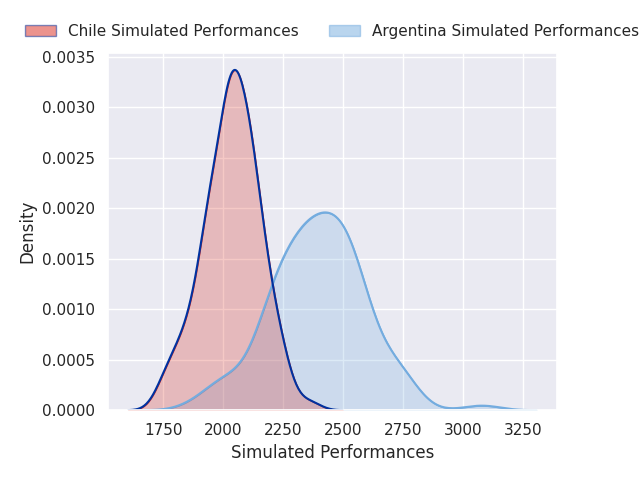 Chile Simulated Performances Argentina Simulated Performances
0.0035
0.0030
0.0025
0.0020
0.0015
0.0010
0.0005
0.0000
Density
1750 2000 2250 2500 2750 3000 3250
Simulated Performances